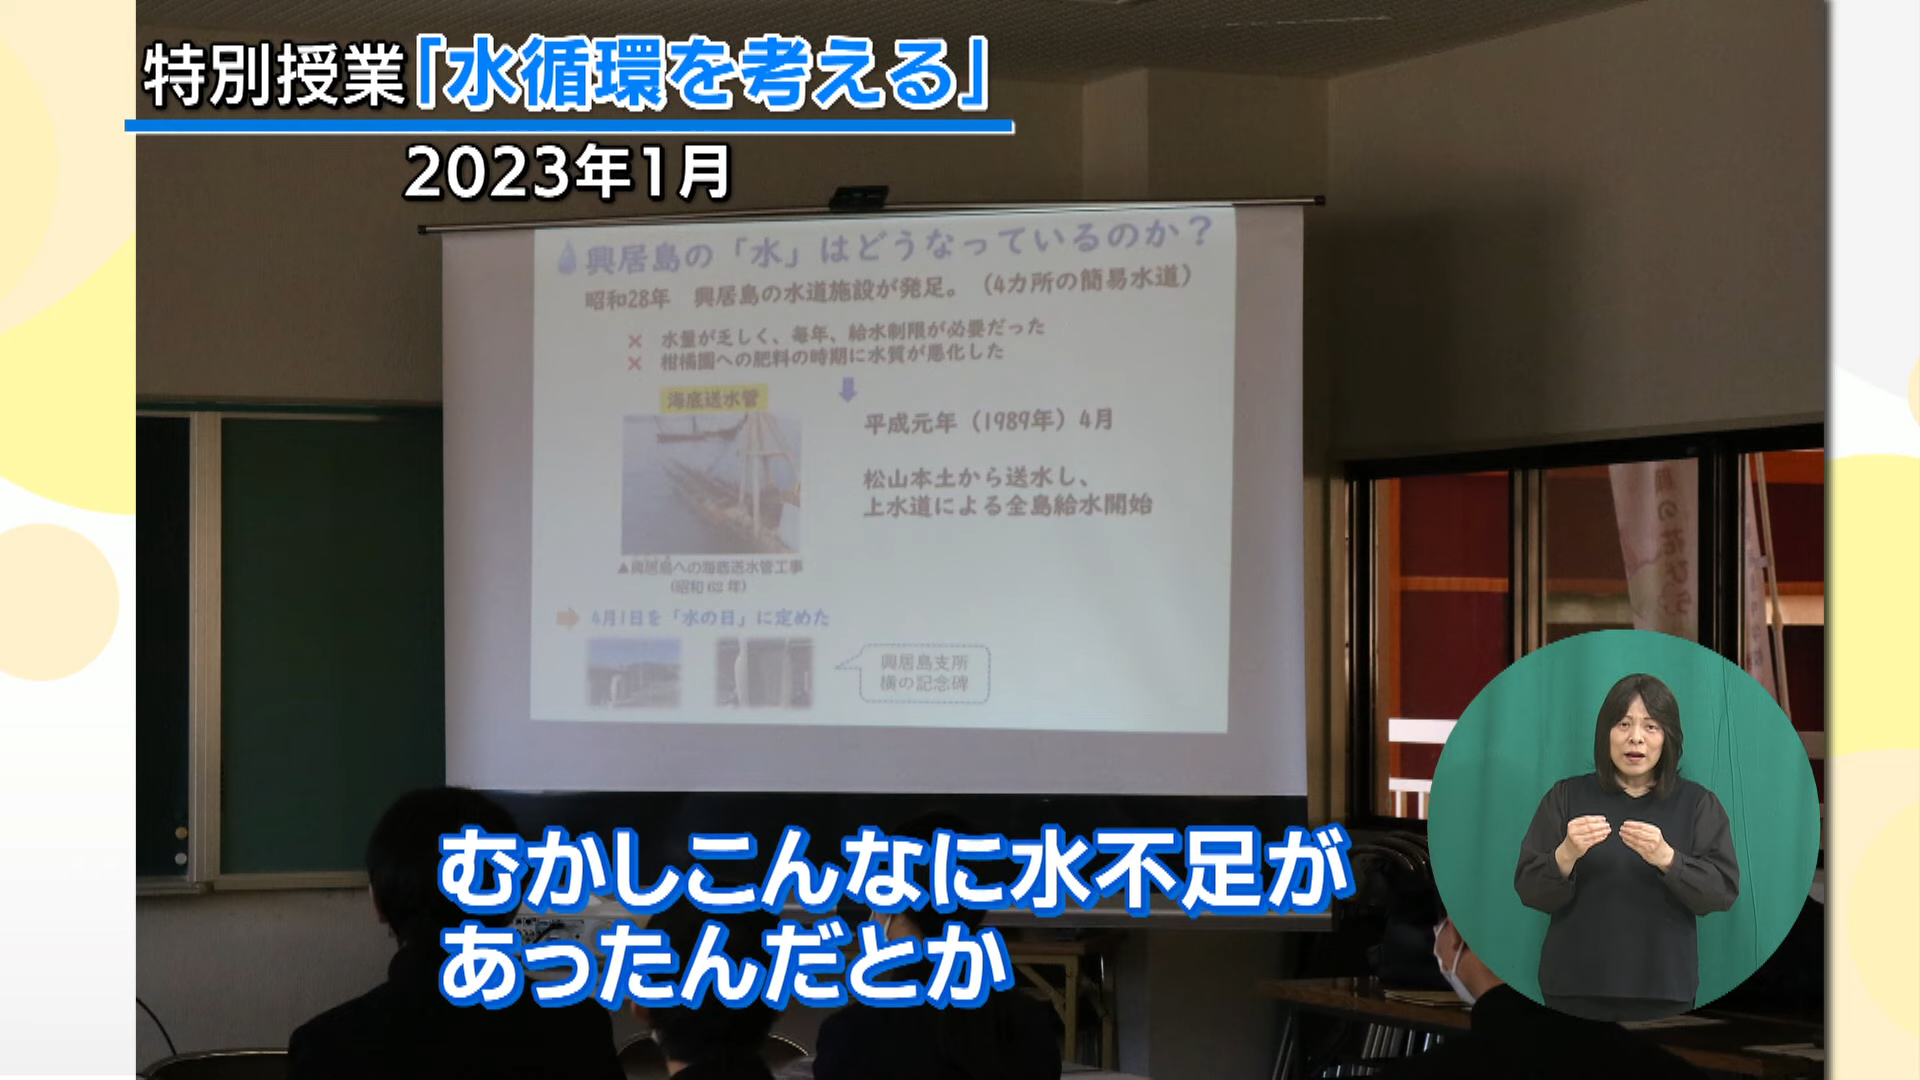 特別授業「水循環を考える」
2023年1月
興居島の「水」はどうなっているのか？
昭和28年　興居島の水道施設が発足。（4カ所の簡易水道）
× 水量が乏しく、毎年、給水制限が必要だった
× 柑橘園への肥料の時期に水質が悪化した
海底送水管
平成元年（1989年）4月
松山本土から送水し、
上水道による全島給水開始
▲興居島への海底送水管工事
(昭和62年)
4月1日を「水の日」に定めた
興居島支所
横の記念碑
むかしこんなに水不足が
あったんだとか